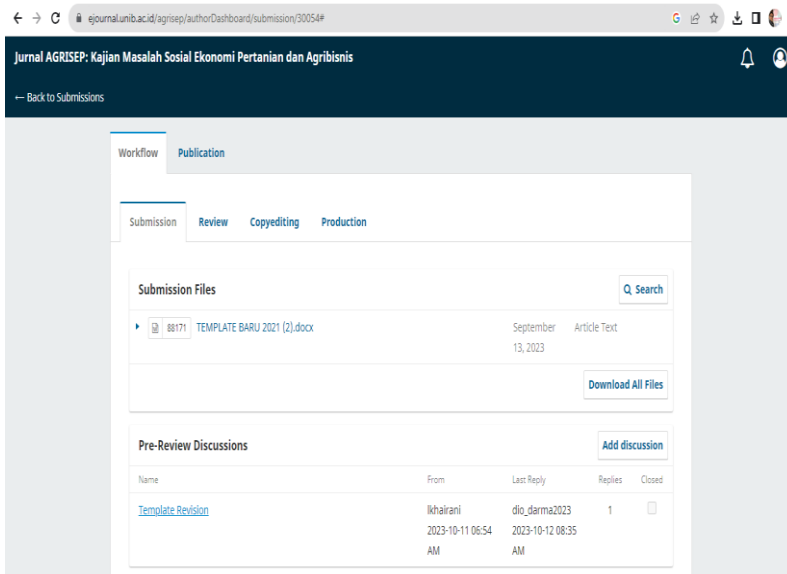 ejournal.unib.ac.id/agrisep/authorDashboard/submission/30054#
Jurnal AGRISEP: Kajian Masalah Sosial Ekonomi Pertanian dan Agribisnis
← Back to Submissions
Workflow Publication
Submission Review Copyediting Production
Submission Files Search
88171 TEMPLATE BARU 2021 (2).docx September 13, 2023 Article Text
Download All Files
Pre-Review Discussions Add discussion
Name From Last Reply Replies Closed
Template Revision lkhairani dio_darma2023 1
2023-10-11 06:54 2023-10-12 08:35
AM AM